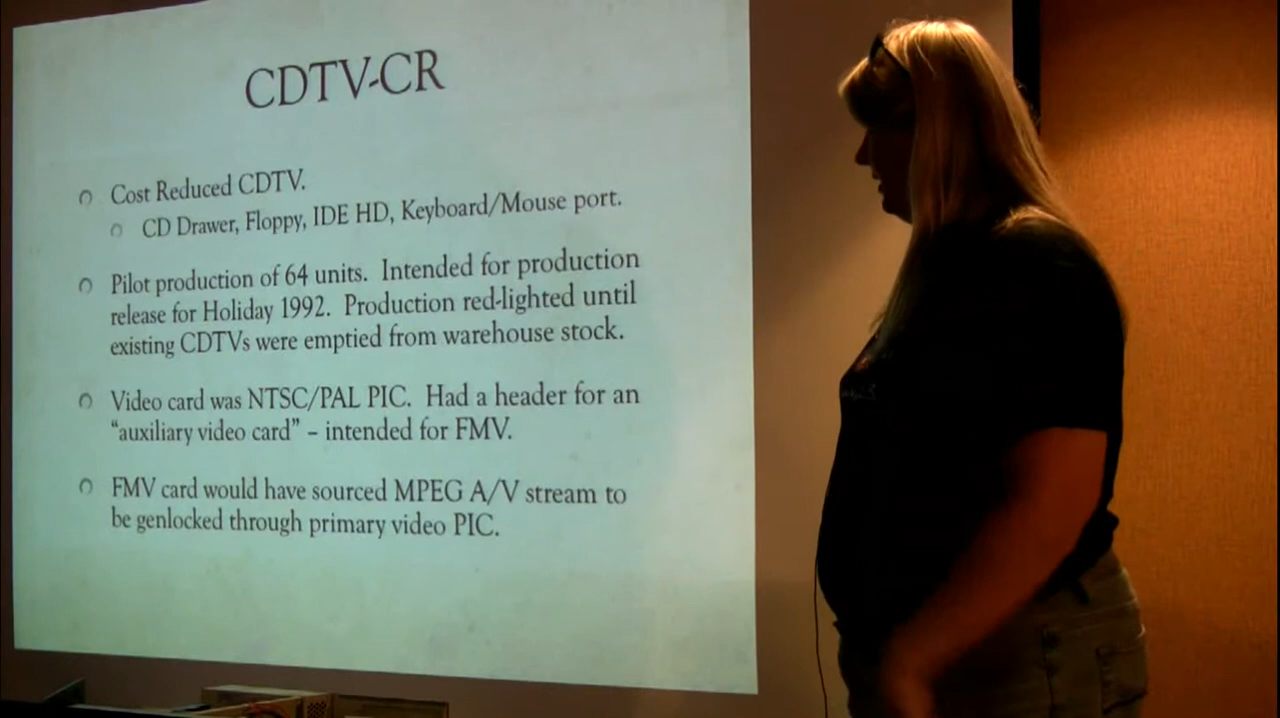 CDTV-CR
Cost Reduced CDTV.
CD Drawer, Floppy, IDE HD, Keyboard/Mouse port.
Pilot production of 64 units. Intended for production
release for Holiday 1992. Production red-lighted until
existing CDTVs were emptied from warehouse stock.
Video card was NTSC/PAL PIC. Had a header for an
“auxiliary video card” – intended for FMV.
FMV card would have sourced MPEG A/V stream to
be genlocked through primary video PIC.